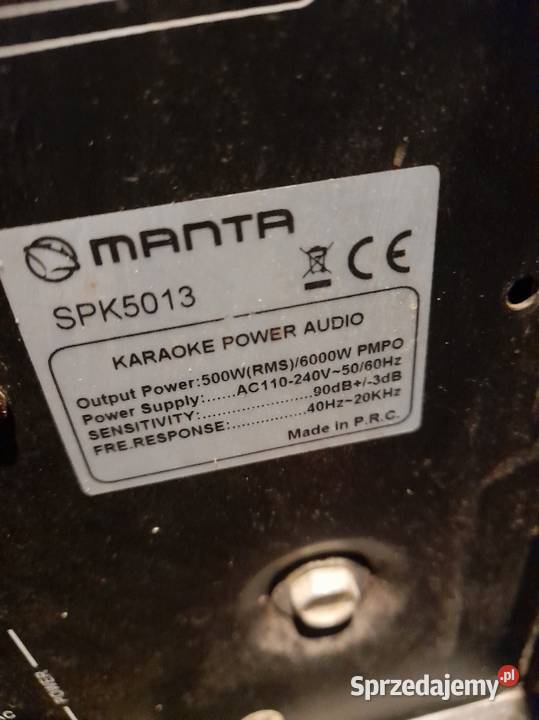 MANTA
CE
SPK5013
KARAOKE POWER AUDIO
Output Power:500W(RMS)/6000W PMPO
Power Supply:......AC110-240V~50/60Hz
SENSITIVITY:....................90dB+/-3dB
FRE.RESPONSE:..............40Hz~20KHz
Made in P.R.C.
POWER
Sprzedajemy.pl